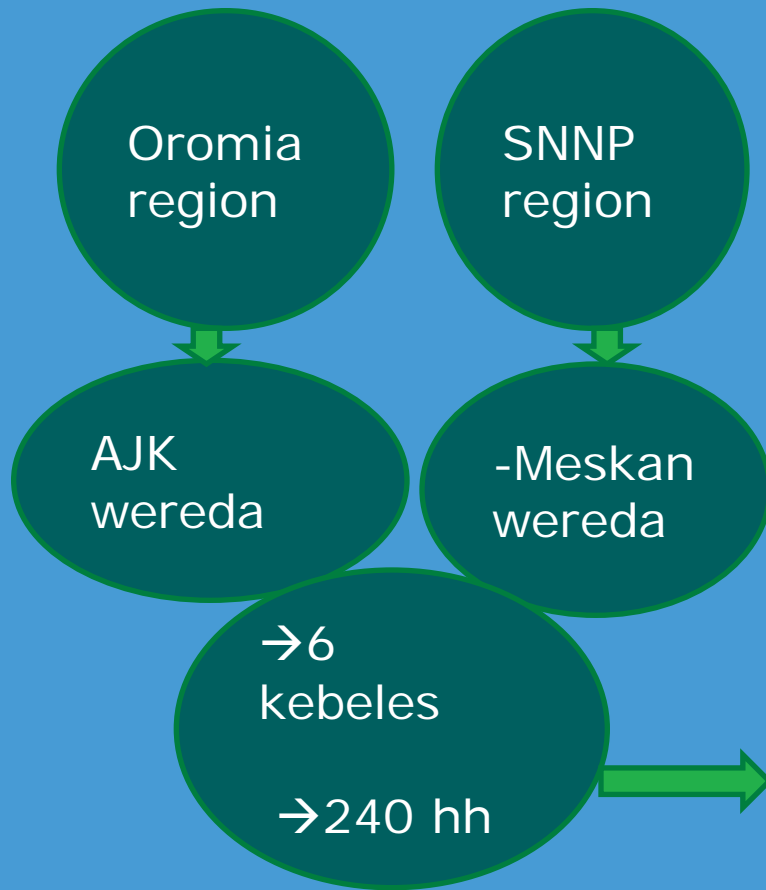 Oromia
region
SNNP
region
AJK
wereda
-Meskan
wereda
→6
kebeles
→240 hh